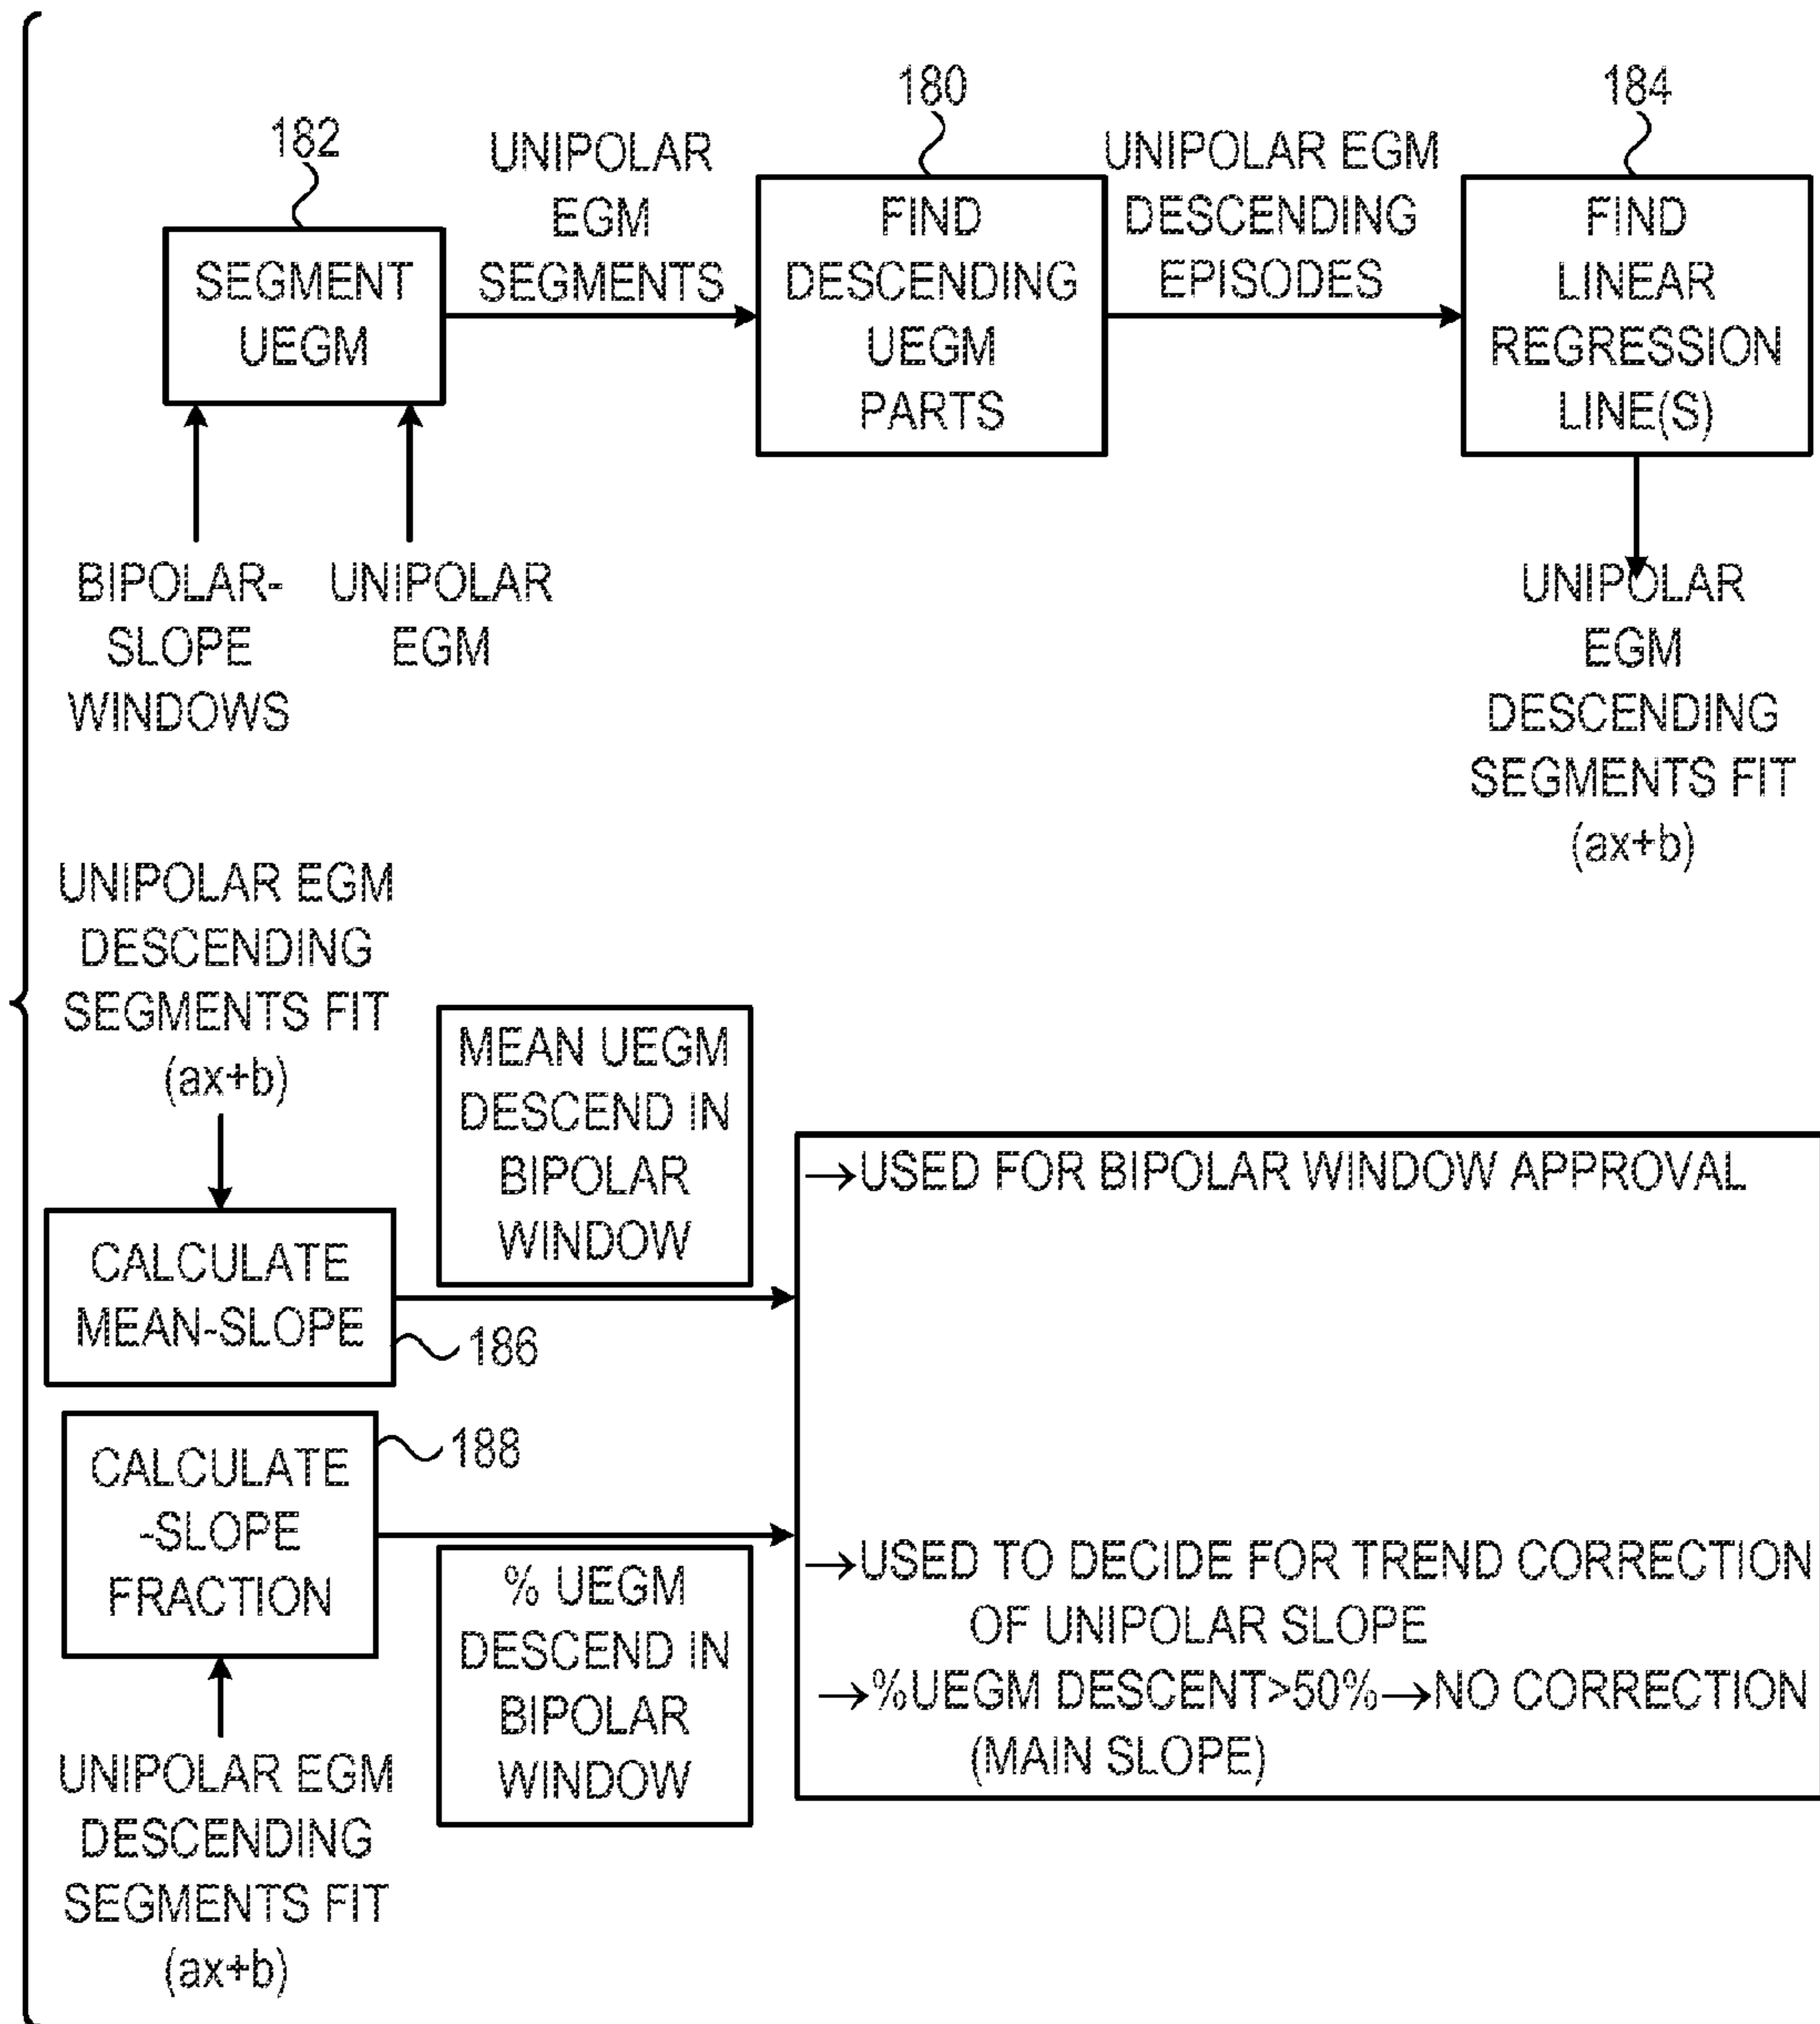 182
SEGMENT
UEGM
BIPOLAR-
SLOPE
WINDOWS
UNIPOLAR
EGM
UNIPOLAR
EGM
SEGMENTS
180
FIND
DESCENDING
UEGM
PARTS
UNIPOLAR EGM
DESCENDING
EPISODES
184
FIND
LINEAR
REGRESSION
LINE(S)
UNIPOLAR
EGM
DESCENDING
SEGMENTS FIT
(ax+b)
UNIPOLAR EGM
DESCENDING
SEGMENTS FIT
(ax+b)
CALCULATE
MEAN-SLOPE
186
MEAN UEGM
DESCEND IN
BIPOLAR
WINDOW
→USED FOR BIPOLAR WINDOW APPROVAL
CALCULATE
-SLOPE
FRACTION
188
UNIPOLAR EGM
DESCENDING
SEGMENTS FIT
(ax+b)
% UEGM
DESCEND IN
BIPOLAR
WINDOW
→USED TO DECIDE FOR TREND CORRECTION
OF UNIPOLAR SLOPE
→%UEGM DESCENT>50%→NO CORRECTION
(MAIN SLOPE)